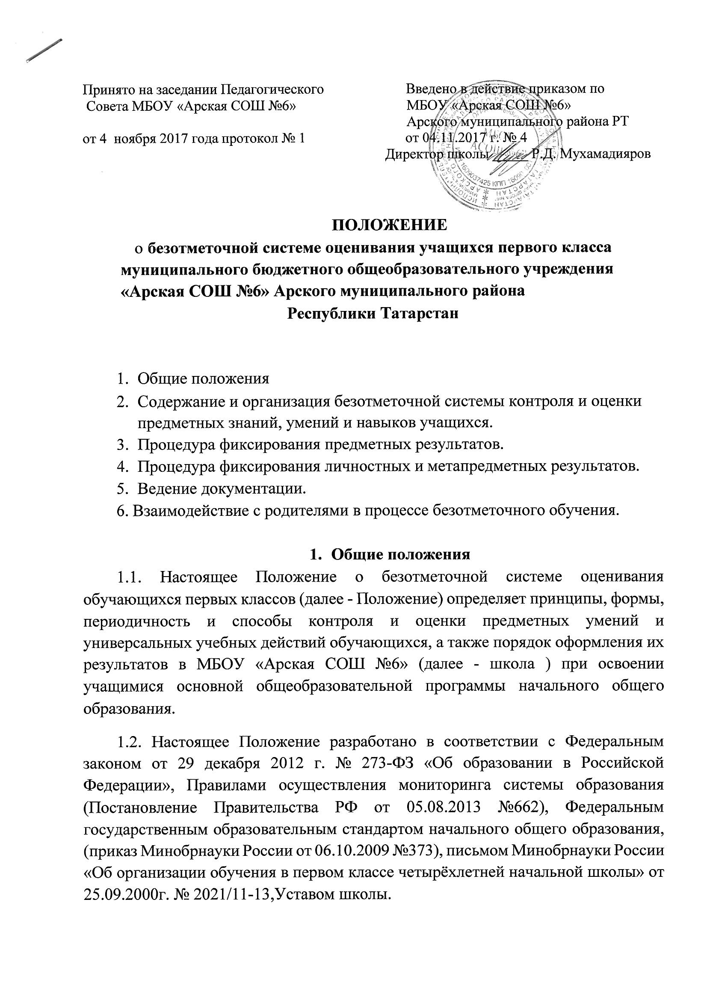 Принято на заседании Педагогического
Совета МБОУ «Арская СОШ №6»
от 4 ноября 2017 года протокол № 1
Введено в действие приказом по
МБОУ «Арская СОШ №6»
Арского муниципального района РТ
от 04.11.2017 г. № 4
Директор школы ______ Р.Д. Мухамадияров
ПОЛОЖЕНИЕ
о безотметочной системе оценивания учащихся первого класса
муниципального бюджетного общеобразовательного учреждения
«Арская СОШ №6» Арского муниципального района
Республики Татарстан
1. Общие положения
2. Содержание и организация безотметочной системы контроля и оценки
предметных знаний, умений и навыков учащихся.
3. Процедура фиксирования предметных результатов.
4. Процедура фиксирования личностных и метапредметных результатов.
5. Ведение документации.
6. Взаимодействие с родителями в процессе безотметочного обучения.
1. Общие положения
1.1. Настоящее Положение о безотметочной системе оценивания
обучающихся первых классов (далее - Положение) определяет принципы, формы,
периодичность и способы контроля и оценки предметных умений и
универсальных учебных действий обучающихся, а также порядок оформления их
результатов в МБОУ «Арская СОШ №6» (далее - школа ) при освоении
учащимися основной общеобразовательной программы начального общего
образования.
1.2. Настоящее Положение разработано в соответствии с Федеральным
законом от 29 декабря 2012 г. № 273-ФЗ «Об образовании в Российской
Федерации», Правилами осуществления мониторинга системы образования
(Постановление Правительства РФ от 05.08.2013 №662), Федеральным
государственным образовательным стандартом начального общего образования,
(приказ Минобрнауки России от 06.10.2009 №373), письмом Минобрнауки России
«Об организации обучения в первом классе четырёхлетней начальной школы» от
25.09.2000г. № 2021/11-13,Уставом школы.